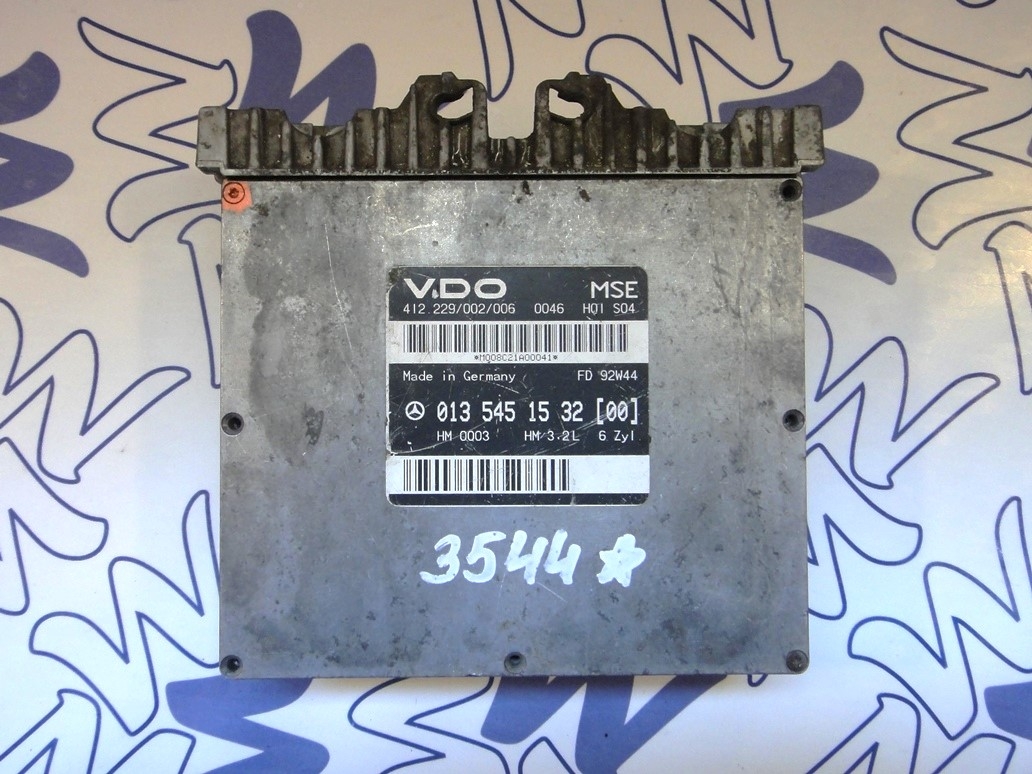 VDO MSE
412.229/002/006 0046 H01 S04
*M008C21A00041*
Made in Germany FD 92W44
013 545 15 32 [00]
HM 0003 HM 3.2L 6 Zyl
3544*